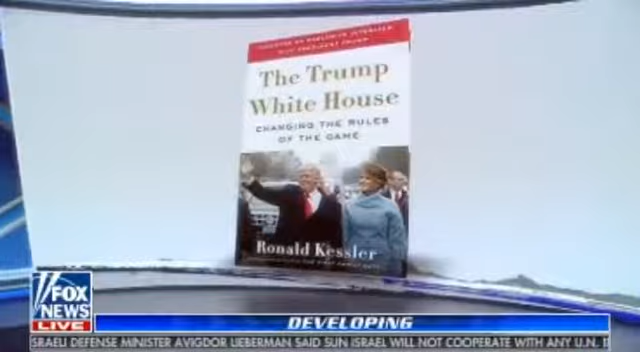 The Trump
White House
CHANGING THE RULES
OF THE GAME
Ronald Kessler
FOX
NEWS
LIVE
DEVELOPING
SRAELI DEFENSE MINISTER AVIGDOR LIEBERMAN SAID SUN ISRAEL WILL NOT COOPERATE WITH ANY U.N. I